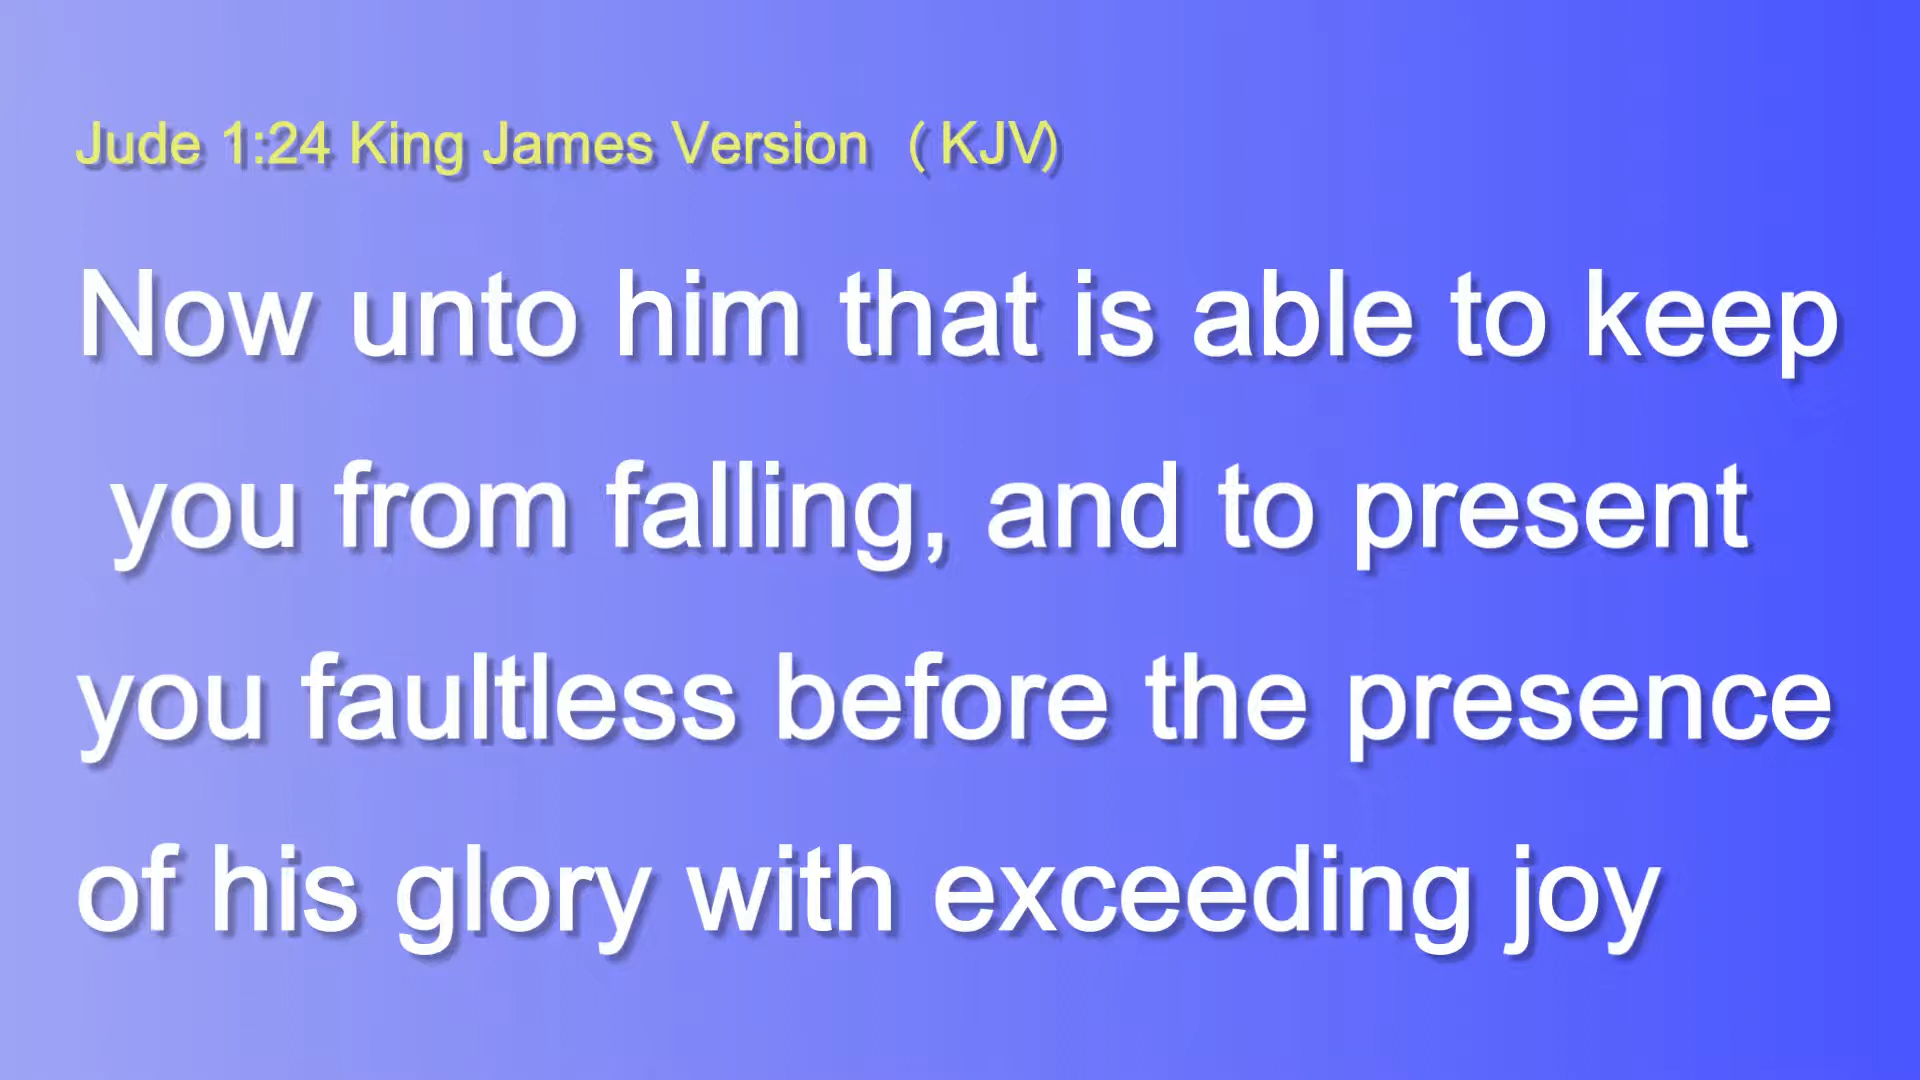 Jude 1:24 King James Version （KJV)
Now unto him that is able to keep
you from falling, and to present
you faultless before the presence
of his glory with exceeding joy